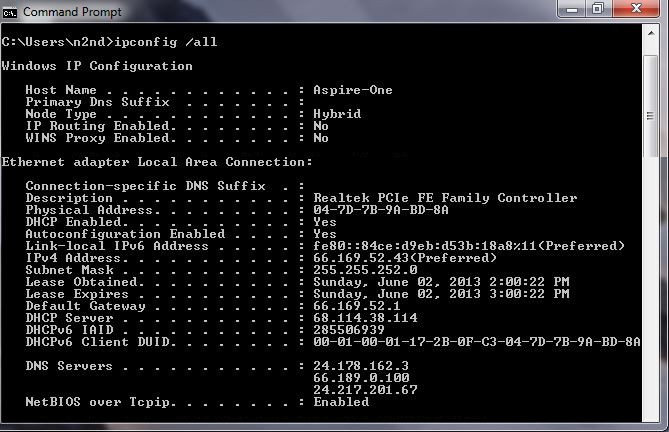 Command Prompt
C:\Users\n2nd>ipconfig /all
Windows IP Configuration
Host Name . . . . . . . . . . . . : Aspire-One
Primary Dns Suffix . . . . . . . :
Node Type . . . . . . . . . . . . : Hybrid
IP Routing Enabled. . . . . . . . : No
WINS Proxy Enabled. . . . . . . . : No
Ethernet adapter Local Area Connection:
Connection-specific DNS Suffix . :
Description . . . . . . . . . . . : Realtek PCIe FE Family Controller
Physical Address. . . . . . . . . : 04-7D-7B-9A-BD-8A
DHCP Enabled. . . . . . . . . . . : Yes
Autoconfiguration Enabled . . . . : Yes
Link-local IPv6 Address . . . . . : fe80::84ce:d9eb:d53b:18a8%11(Preferred)
IPv4 Address. . . . . . . . . . . : 66.169.52.43(Preferred)
Subnet Mask . . . . . . . . . . . : 255.255.252.0
Lease Obtained. . . . . . . . . . : Sunday, June 02, 2013 2:00:22 PM
Lease Expires . . . . . . . . . . : Sunday, June 02, 2013 3:00:22 PM
Default Gateway . . . . . . . . . : 66.169.52.1
DHCP Server . . . . . . . . . . . : 68.114.38.114
DHCPv6 IAID . . . . . . . . . . . : 285506939
DHCPv6 Client DUID. . . . . . . . : 00-01-00-01-17-2B-0F-C3-04-7D-7B-9A-BD-8A
DNS Servers . . . . . . . . . . . : 24.178.162.3
66.189.0.100
24.217.201.67
NetBIOS over Tcpip. . . . . . . . : Enabled